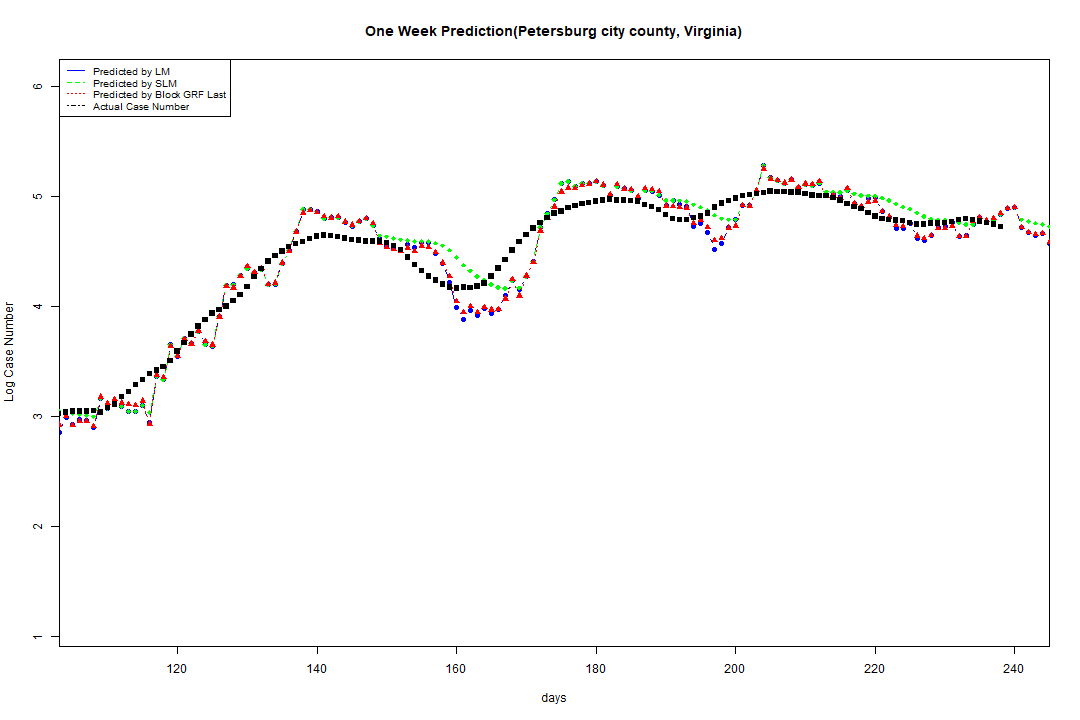 One Week Prediction(Petersburg city county, Virginia)
Predicted by LM
Predicted by SLM
Predicted by Block GRF Last
Actual Case Number
6
5
4
3
2
1
Log Case Number
120 140 160 180 200 220 240
days